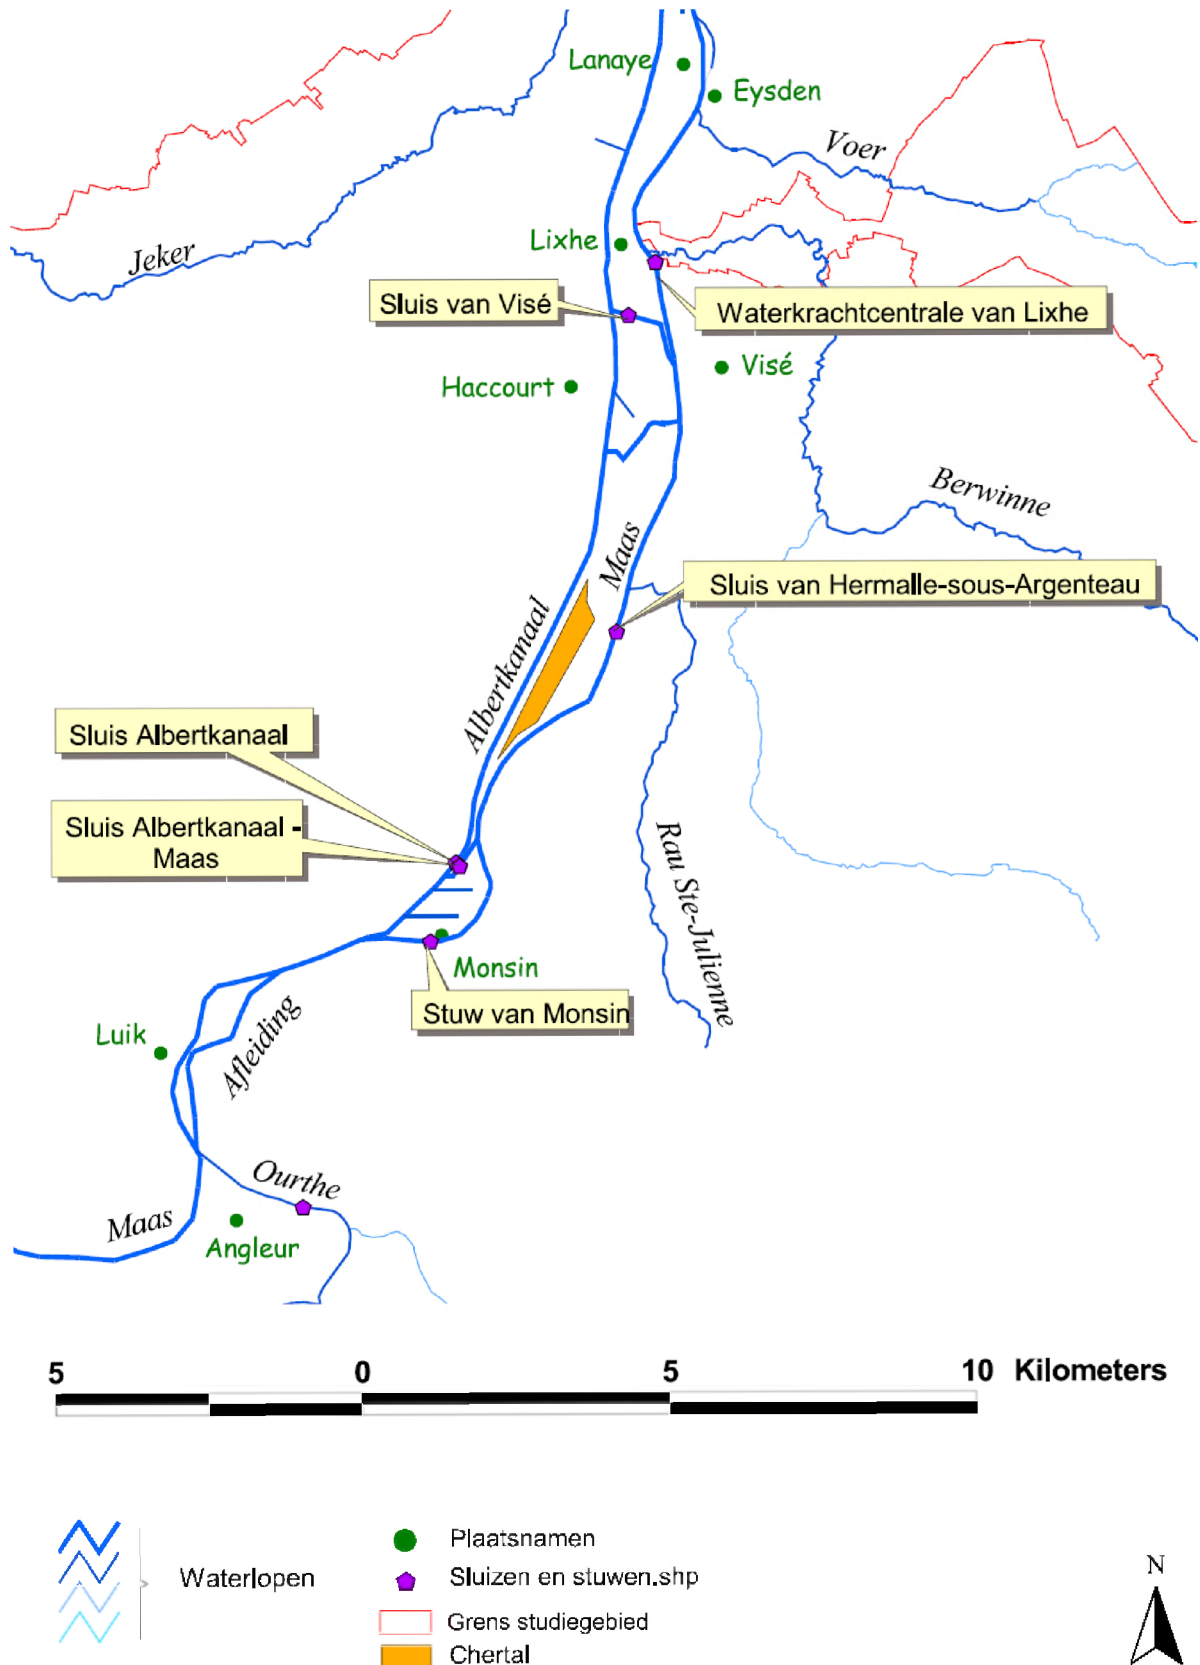 Lanaye
Eysden
Voer
Jeker
Lixhe
Sluis van Visé
Waterkrachtcentrale van Lixhe
Visé
Haccourt
Berwinne
Maas
Sluis van Hermalle-sous-Argenteau
Albertkanaal
Sluis Albertkanaal
Sluis Albertkanaal -
Maas
Rau Ste-Julienne
Monsin
Stuw van Monsin
Afleiding
Luik
Ourthe
Maas
Angleur
5 0 5 10 Kilometers
Waterlopen
Plaatsnamen
Sluizen en stuwen.shp
Grens studiegebied
Chertal
N